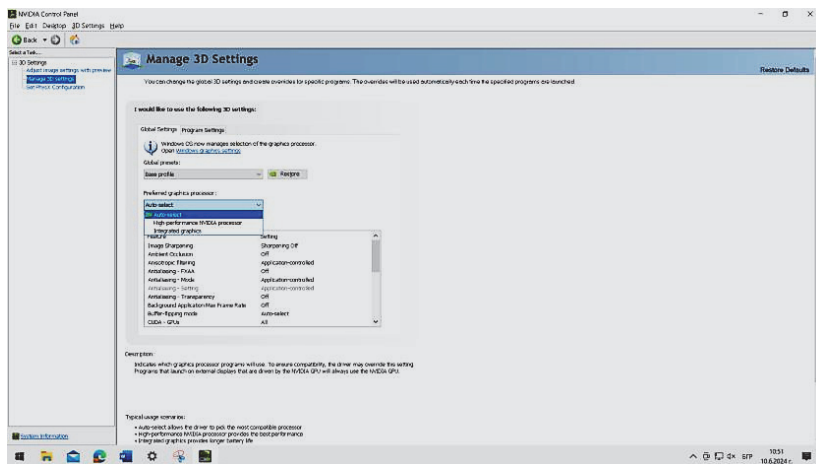 NVIDIA Control Panel
File Edit Desktop 3D Settings Help
Back
Select a Task...
3D Settings
Adjust image settings with preview
Manage 3D settings
Set PhysX Configuration
System Information
Manage 3D Settings
Restore Defaults
You can change the global 3D settings and create overrides for specific programs. The overrides will be used automatically each time the specified programs are launched.
I would like to use the following 3D settings:
Global Settings Program Settings
Windows OS now manages selection of the graphics processor.
Open Windows graphics settings
Global presets:
Base profile Restore
Preferred graphics processor:
Auto-select
Auto-select
High-performance NVIDIA processor
Integrated graphics
Feature Setting
Image Sharpening Sharpening Off
Ambient Occlusion Off
Anisotropic filtering Application-controlled
Antialiasing - FXAA Off
Antialiasing - Mode Application-controlled
Antialiasing - Setting Application-controlled
Antialiasing - Transparency Off
Background Application Max Frame Rate Off
Buffer-flipping mode Auto-select
CUDA - GPUs All
Description:
Indicates which graphics processor programs will use. To ensure compatibility, the driver may override this setting.
Programs that launch on external displays that are driven by the NVIDIA GPU will always use the NVIDIA GPU.
Typical usage scenarios:
• Auto-select allows the driver to pick the most compatible processor
• High-performance NVIDIA processor provides the best performance
• Integrated graphics provides longer battery life
БГР
10:51
10.6.2024 г.